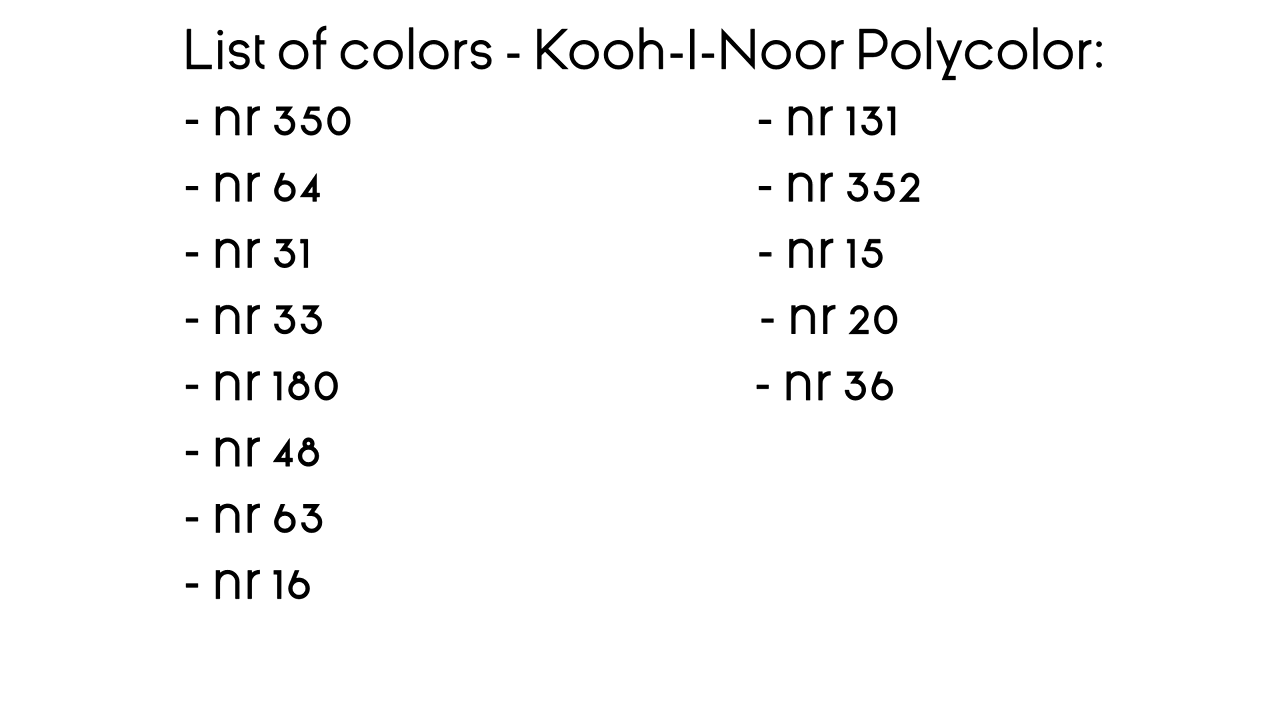 List of colors - Kooh-I-Noor Polycolor:
- nr 350
- nr 64
- nr 31
- nr 33
- nr 180
- nr 48
- nr 63
- nr 16
- nr 131
- nr 352
- nr 15
- nr 20
- nr 36